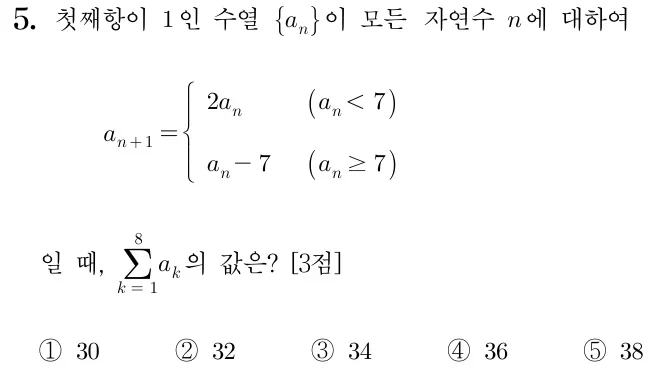 5. 첫째항이 1인 수열 {aₙ}이 모든 자연수 n에 대하여
aₙ₊₁ = { 2aₙ (aₙ < 7)
aₙ − 7 (aₙ ≥ 7)
일 때, ∑_{k=1}^{8} aₖ의 값은? [3점]
① 30 ② 32 ③ 34 ④ 36 ⑤ 38